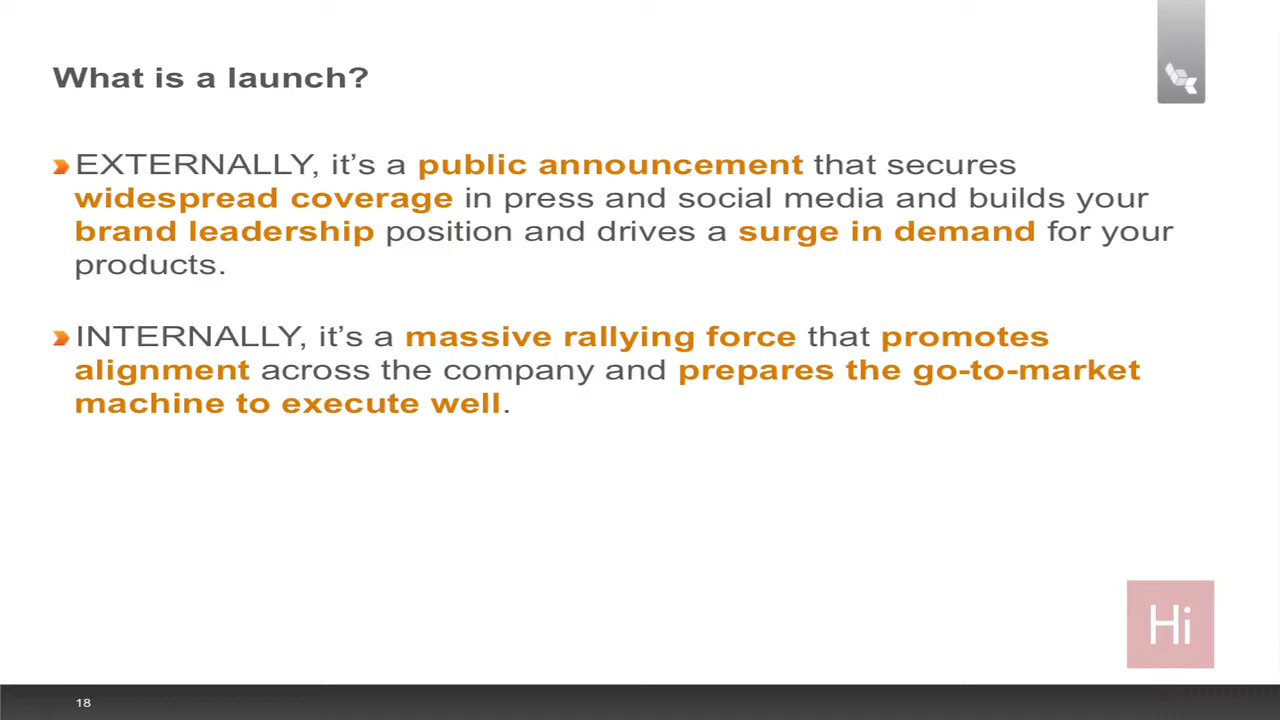 What is a launch?
EXTERNALLY, it’s a public announcement that secures
widespread coverage in press and social media and builds your
brand leadership position and drives a surge in demand for your
products.
INTERNALLY, it’s a massive rallying force that promotes
alignment across the company and prepares the go-to-market
machine to execute well.
Hi
18